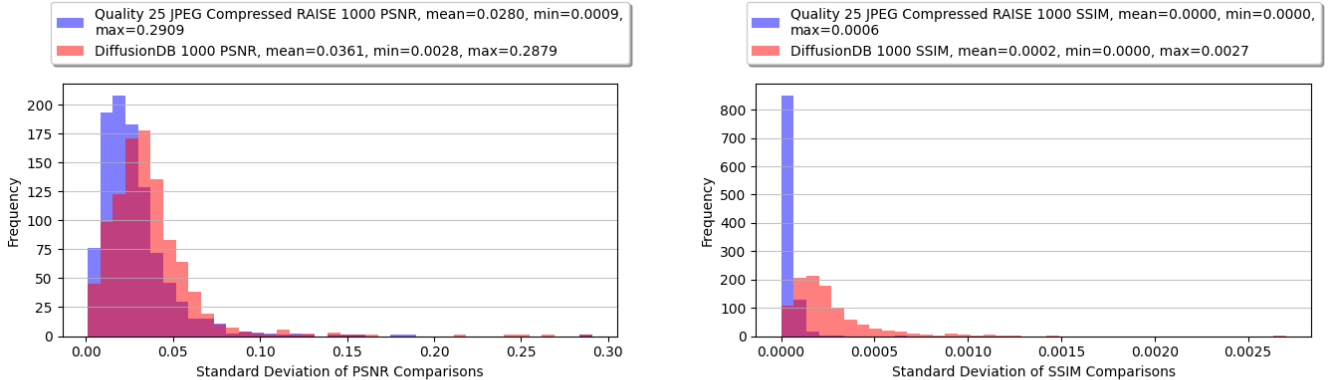 Quality 25 JPEG Compressed RAISE 1000 PSNR, mean=0.0280, min=0.0009,
max=0.2909
DiffusionDB 1000 PSNR, mean=0.0361, min=0.0028, max=0.2879
200
175
150
125
100
75
50
25
0
Frequency
0.00 0.05 0.10 0.15 0.20 0.25 0.30
Standard Deviation of PSNR Comparisons
Quality 25 JPEG Compressed RAISE 1000 SSIM, mean=0.0000, min=0.0000,
max=0.0006
DiffusionDB 1000 SSIM, mean=0.0002, min=0.0000, max=0.0027
800
700
600
500
400
300
200
100
0
Frequency
0.0000 0.0005 0.0010 0.0015 0.0020 0.0025
Standard Deviation of SSIM Comparisons